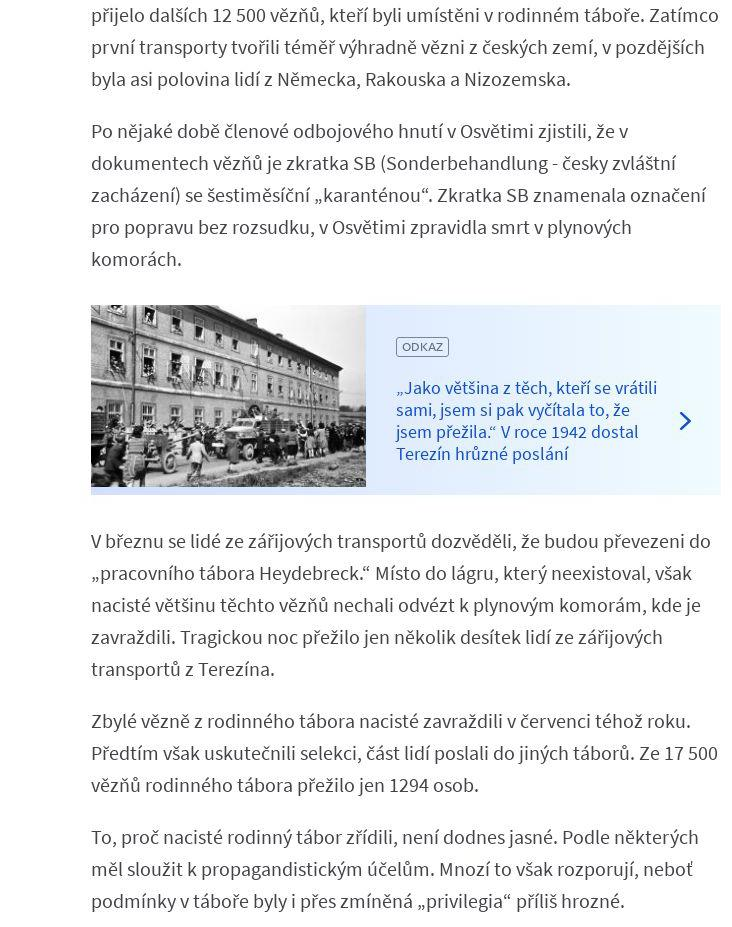 přijelo dalších 12 500 vězňů, kteří byli umístěni v rodinném táboře. Zatímco
první transporty tvořili téměř výhradně vězni z českých zemí, v pozdějších
byla asi polovina lidí z Německa, Rakouska a Nizozemska.
Po nějaké době členové odbojového hnutí v Osvětimi zjistili, že v
dokumentech vězňů je zkratka SB (Sonderbehandlung - česky zvláštní
zacházení) se šestiměsíční „karanténou“. Zkratka SB znamenala označení
pro popravu bez rozsudku, v Osvětimi zpravidla smrt v plynových
komorách.
ODKAZ
„Jako většina z těch, kteří se vrátili
sami, jsem si pak vyčítala to, že
jsem přežila.“ V roce 1942 dostal
Terezín hrůzné poslání
V březnu se lidé ze zářijových transportů dozvěděli, že budou převezeni do
„pracovního tábora Heydebreck.“ Místo do lágru, který neexistoval, však
nacisté většinu těchto vězňů nechali odvézt k plynovým komorám, kde je
zavraždili. Tragickou noc přežilo jen několik desítek lidí ze zářijových
transportů z Terezína.
Zbylé vězně z rodinného tábora nacisté zavraždili v červenci téhož roku.
Předtím však uskutečnili selekci, část lidí poslali do jiných táborů. Ze 17 500
vězňů rodinného tábora přežilo jen 1294 osob.
To, proč nacisté rodinný tábor zřídili, není dodnes jasné. Podle některých
měl sloužit k propagandistickým účelům. Mnozí to však rozporují, neboť
podmínky v táboře byly i přes zmíněná „privilegia“ příliš hrozné.